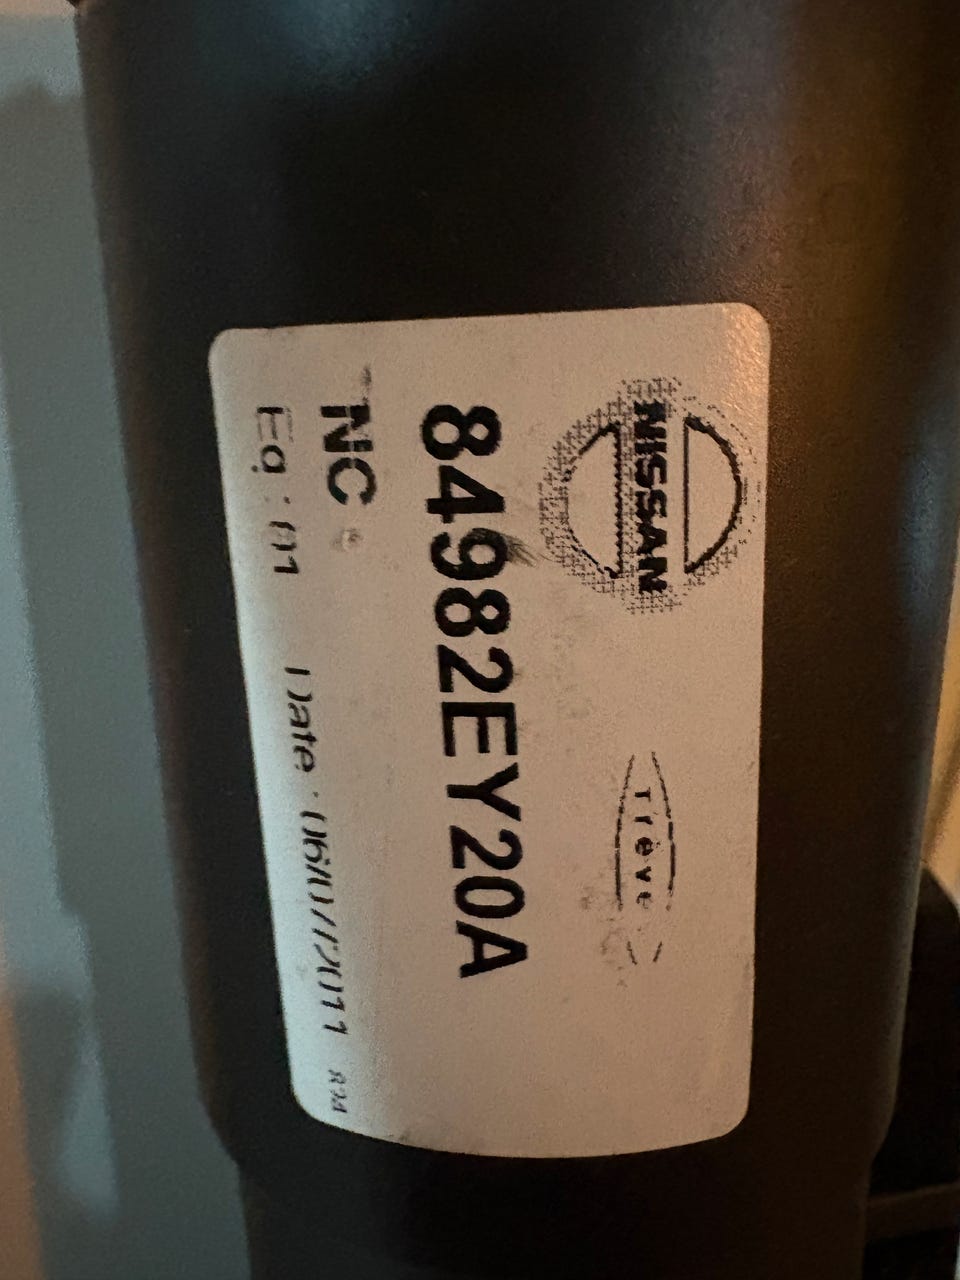 NISSAN
Trèves
84982EY20A
NC
Eq : 01 Date : 06/07/2011